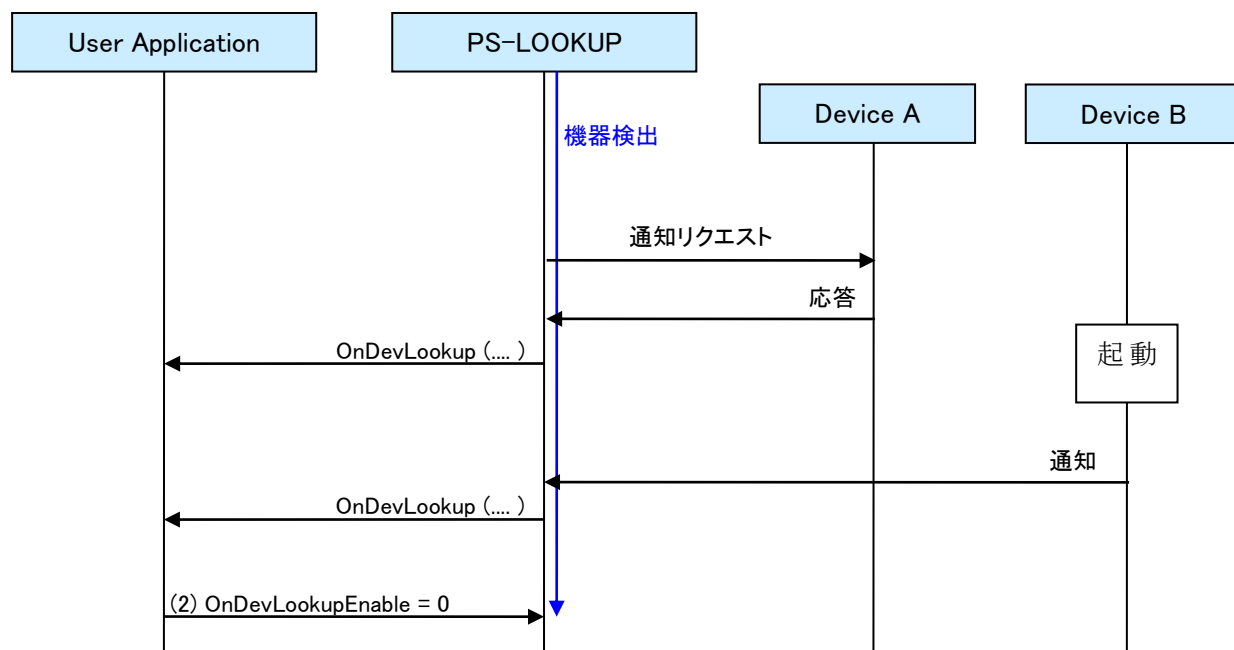 User Application
PS-LOOKUP
Device A
Device B
機器検出
通知リクエスト
応答
OnDevLookup (.... )
起 動
通知
OnDevLookup (.... )
(2) OnDevLookupEnable = 0